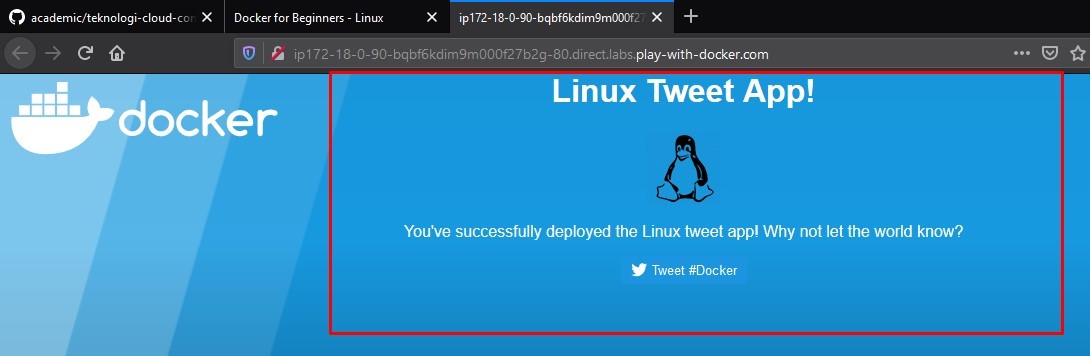 academic/teknologi-cloud-con
Docker for Beginners - Linux
ip172-18-0-90-bqbf6kdim9m000f27
ip172-18-0-90-bqbf6kdim9m000f27b2g-80.direct.labs.play-with-docker.com
docker
Linux Tweet App!
You've successfully deployed the Linux tweet app! Why not let the world know?
Tweet #Docker